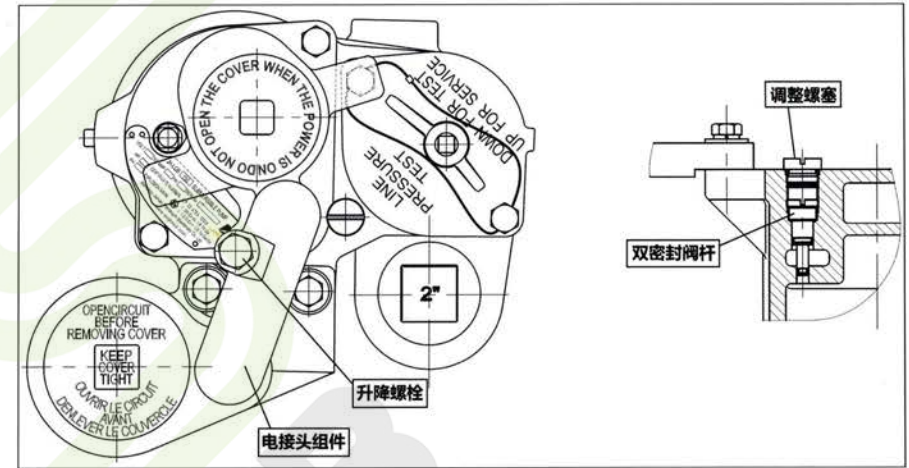 OPEN THE COVER WHEN THE POWER IS ON DO NOT
LINE
PRESSURE
TEST
DOWN FOR TEST
UP FOR SERVICE
2"
OPENCIRCUIT
BEFORE
REMOVING COVER
KEEP
COVER
TIGHT
OUVRIR LE CIRCUIT
AVANT
DENLEVER LE COUVERCLE
升降螺栓
电接头组件
调整螺塞
双密封阀杆